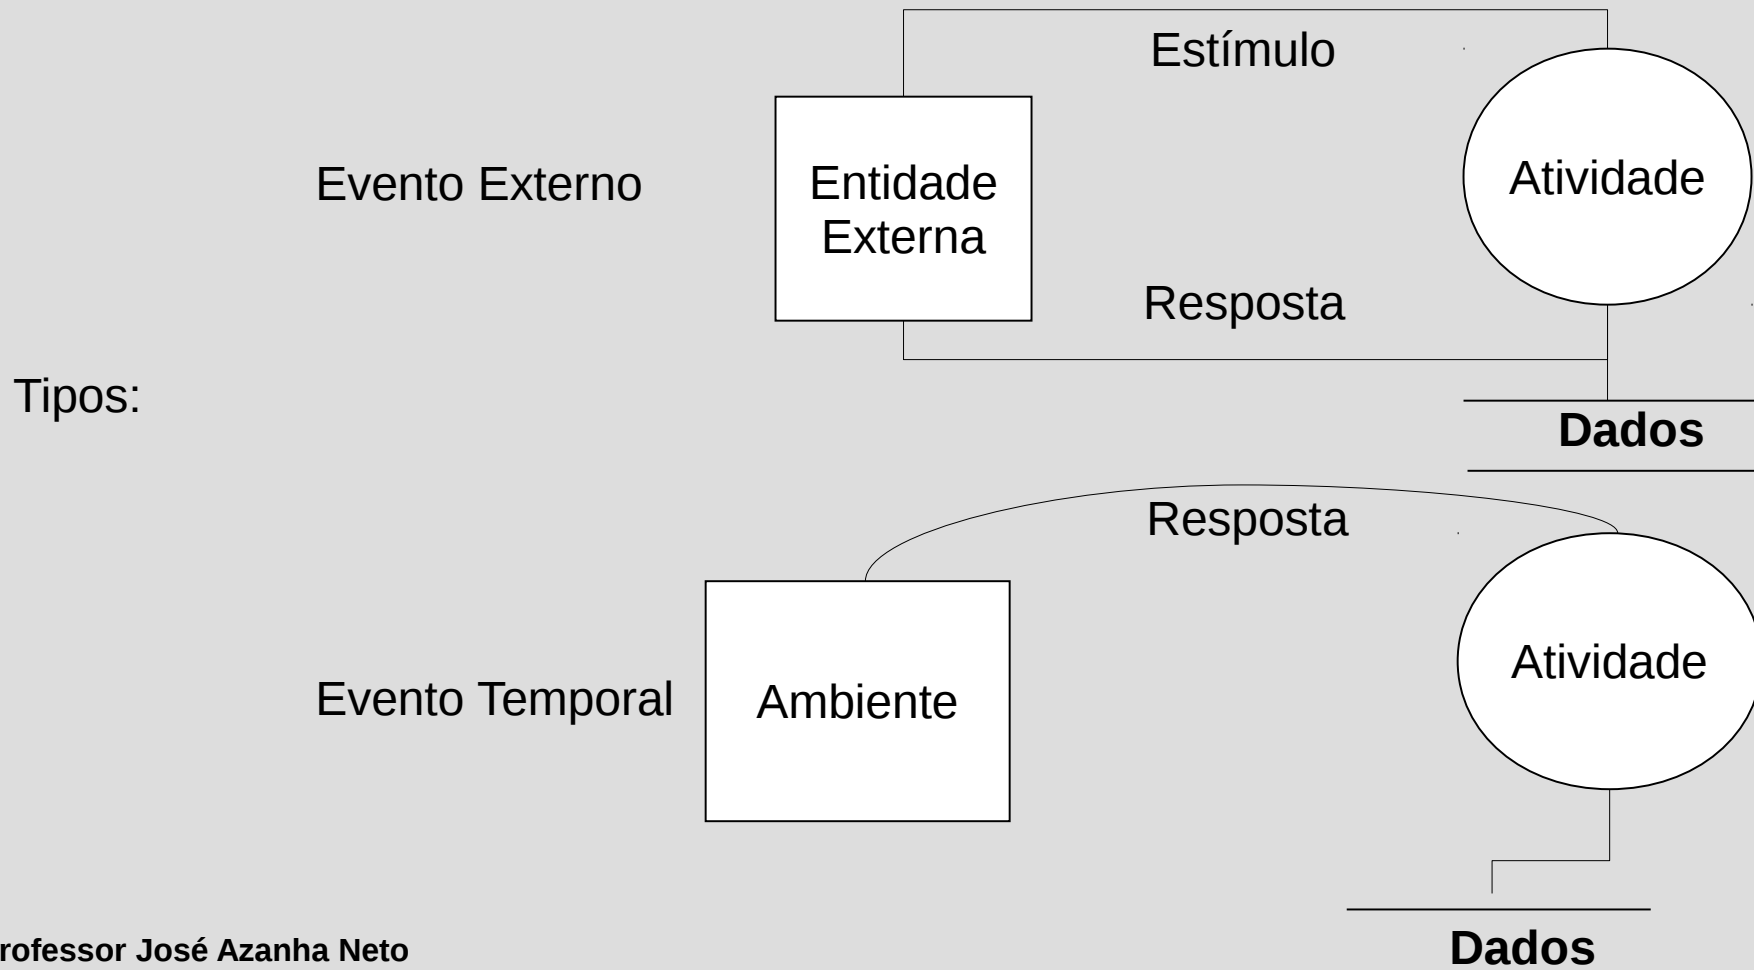 Estímulo
Evento Externo
Entidade
Externa
Atividade
Resposta
Tipos:
Dados
Resposta
Evento Temporal
Ambiente
Atividade
Dados
rofessor José Azanha Neto